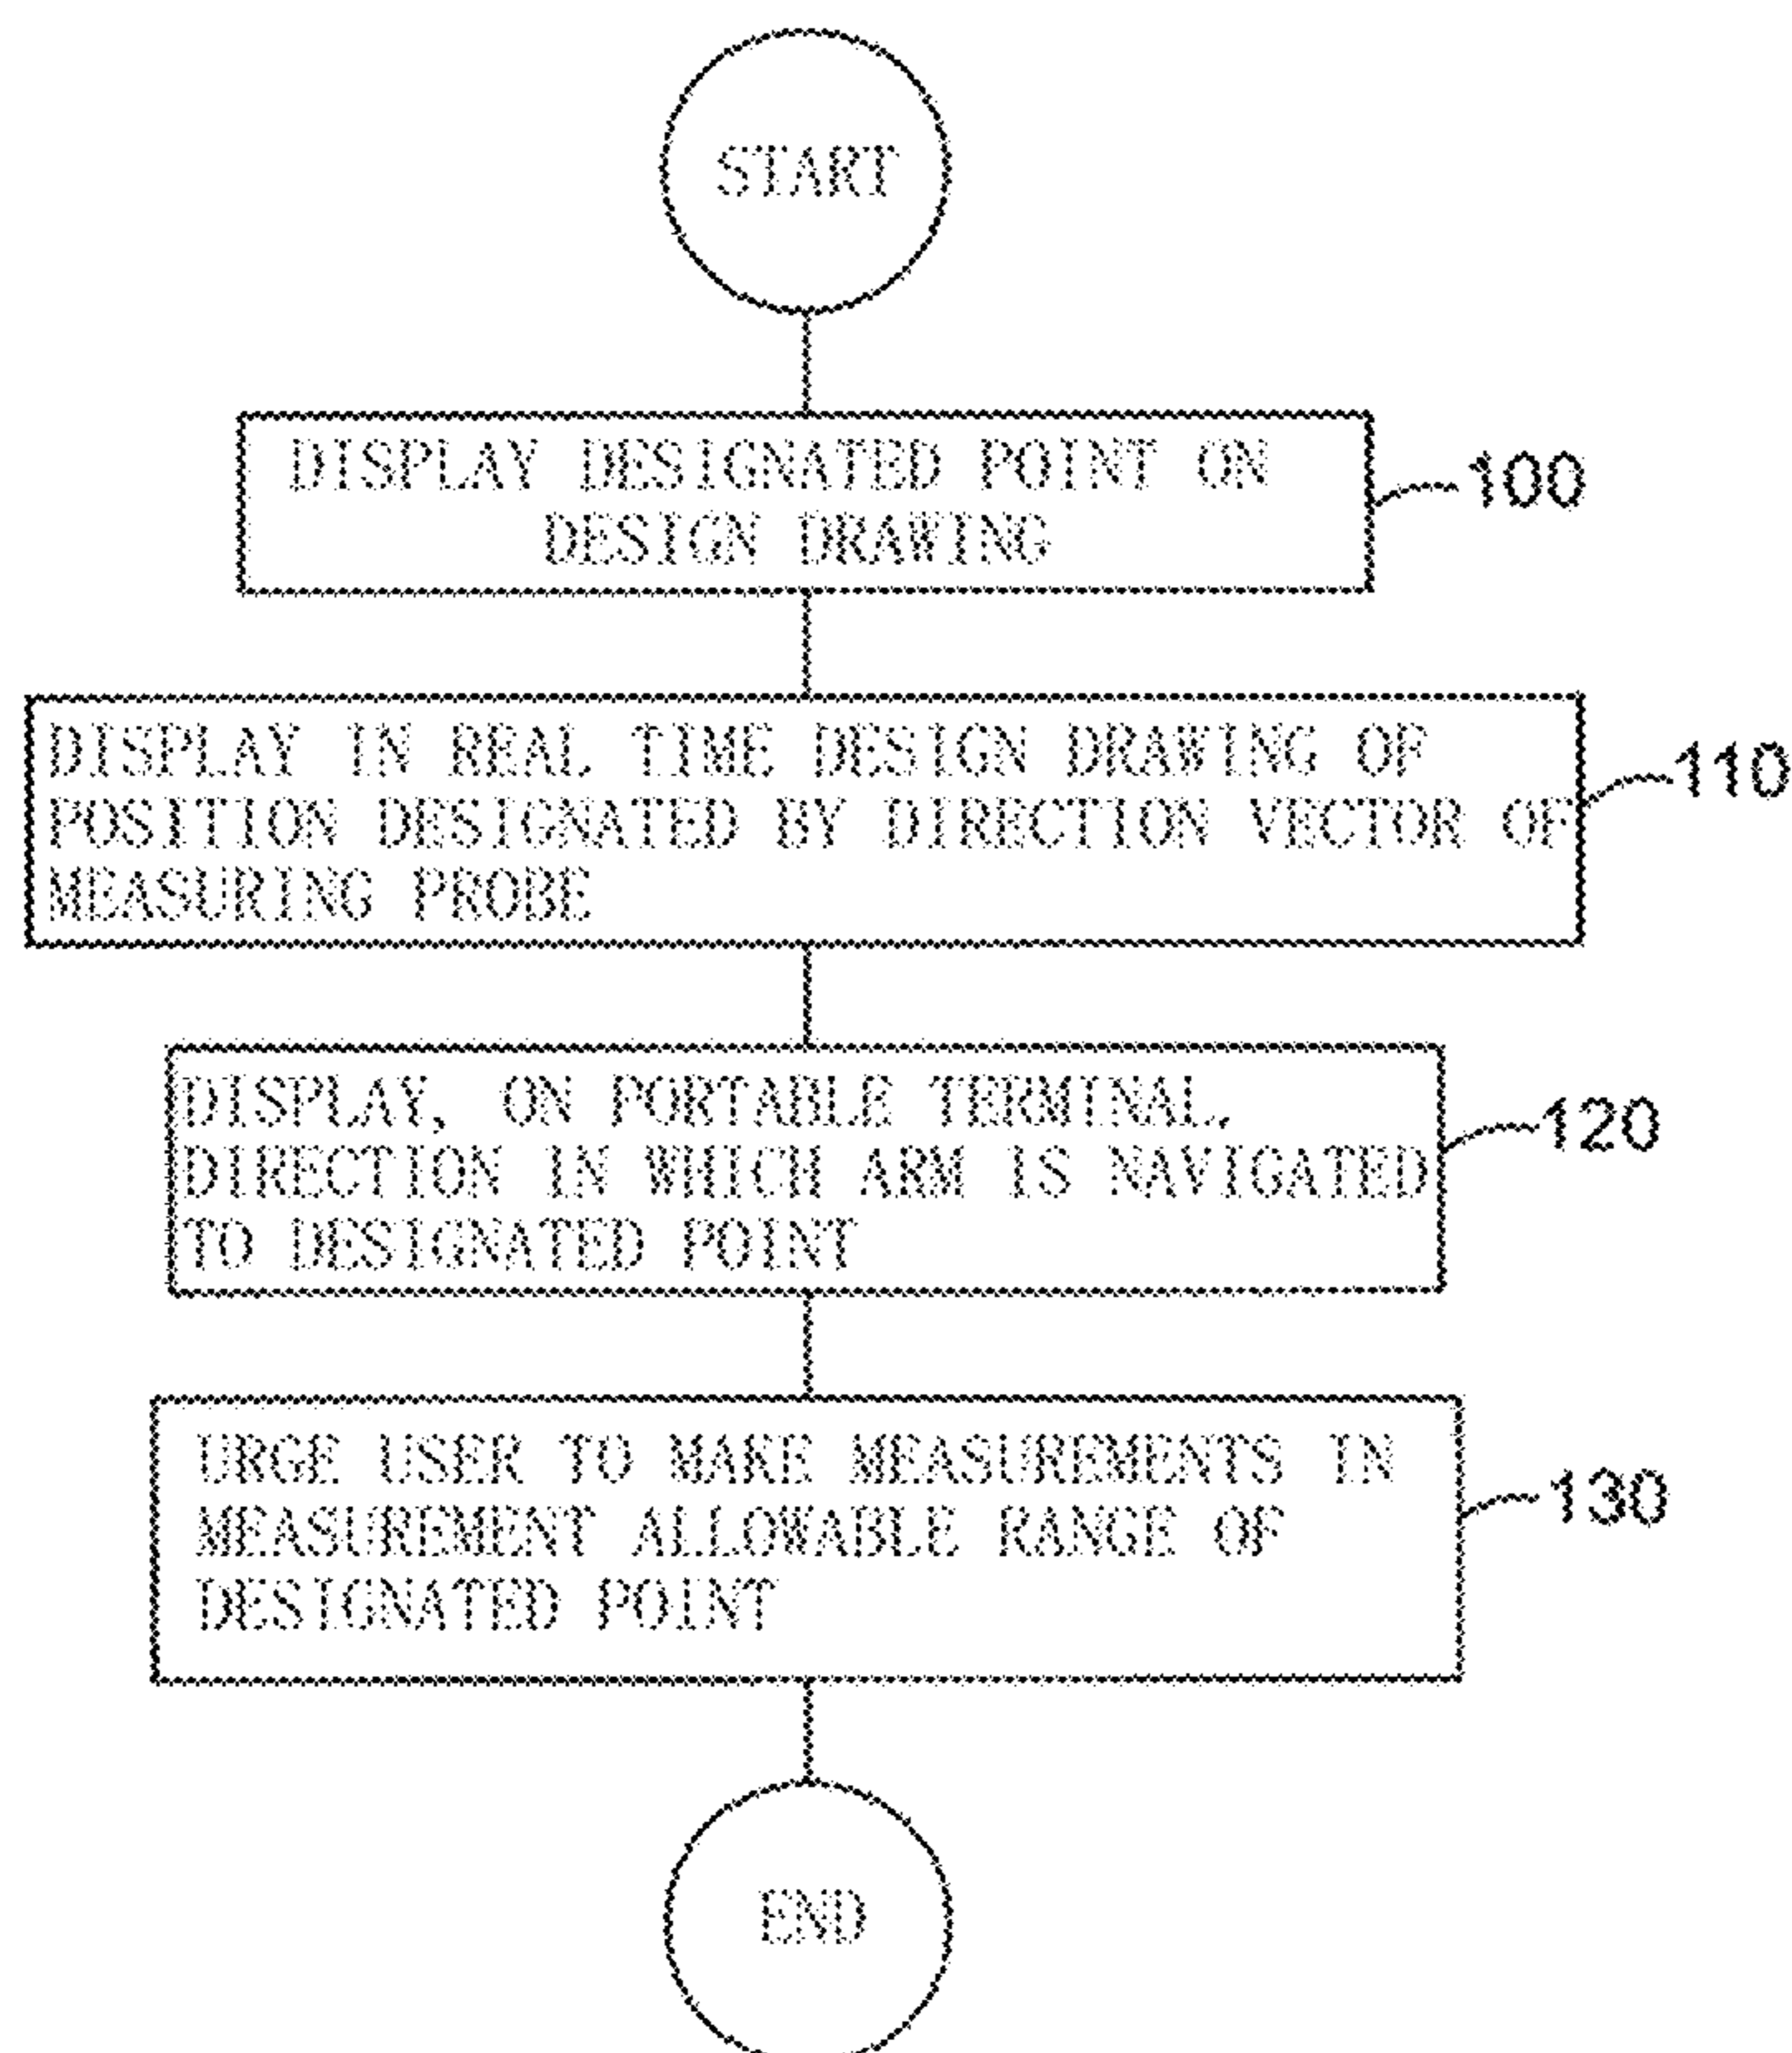 START
DISPLAY DESIGNATED POINT ON
DESIGN DRAWING
100
DISPLAY IN REAL TIME DESIGN DRAWING OF
POSITION DESIGNATED BY DIRECTION VECTOR OF
MEASURING PROBE
110
DISPLAY, ON PORTABLE TERMINAL,
DIRECTION IN WHICH ARM IS NAVIGATED
TO DESIGNATED POINT
120
URGE USER TO MAKE MEASUREMENTS IN
MEASUREMENT ALLOWABLE RANGE OF
DESIGNATED POINT
130
END